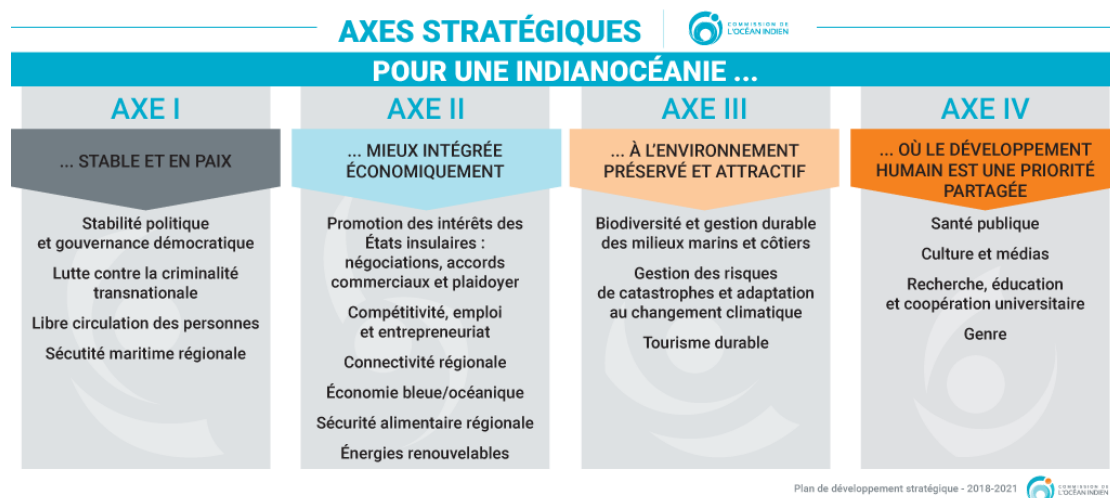 AXES STRATÉGIQUES
COMMISSION DE
L'OCÉAN INDIEN
POUR UNE INDIANOCÉANIE ...
AXE I
... STABLE ET EN PAIX
Stabilité politique
et gouvernance démocratique
Lutte contre la criminalité
transnationale
Libre circulation des personnes
Sécutité maritime régionale
AXE II
... MIEUX INTÉGRÉE
ÉCONOMIQUEMENT
Promotion des intérêts des
États insulaires :
négociations, accords
commerciaux et plaidoyer
Compétitivité, emploi
et entrepreneuriat
Connectivité régionale
Économie bleue/océanique
Sécurité alimentaire régionale
Énergies renouvelables
AXE III
... À L'ENVIRONNEMENT
PRÉSERVÉ ET ATTRACTIF
Biodiversité et gestion durable
des milieux marins et côtiers
Gestion des risques
de catastrophes et adaptation
au changement climatique
Tourisme durable
AXE IV
... OÙ LE DÉVELOPPEMENT
HUMAIN EST UNE PRIORITÉ
PARTAGÉE
Santé publique
Culture et médias
Recherche, éducation
et coopération universitaire
Genre
Plan de développement stratégique - 2018-2021
COMMISSION DE
L'OCÉAN INDIEN